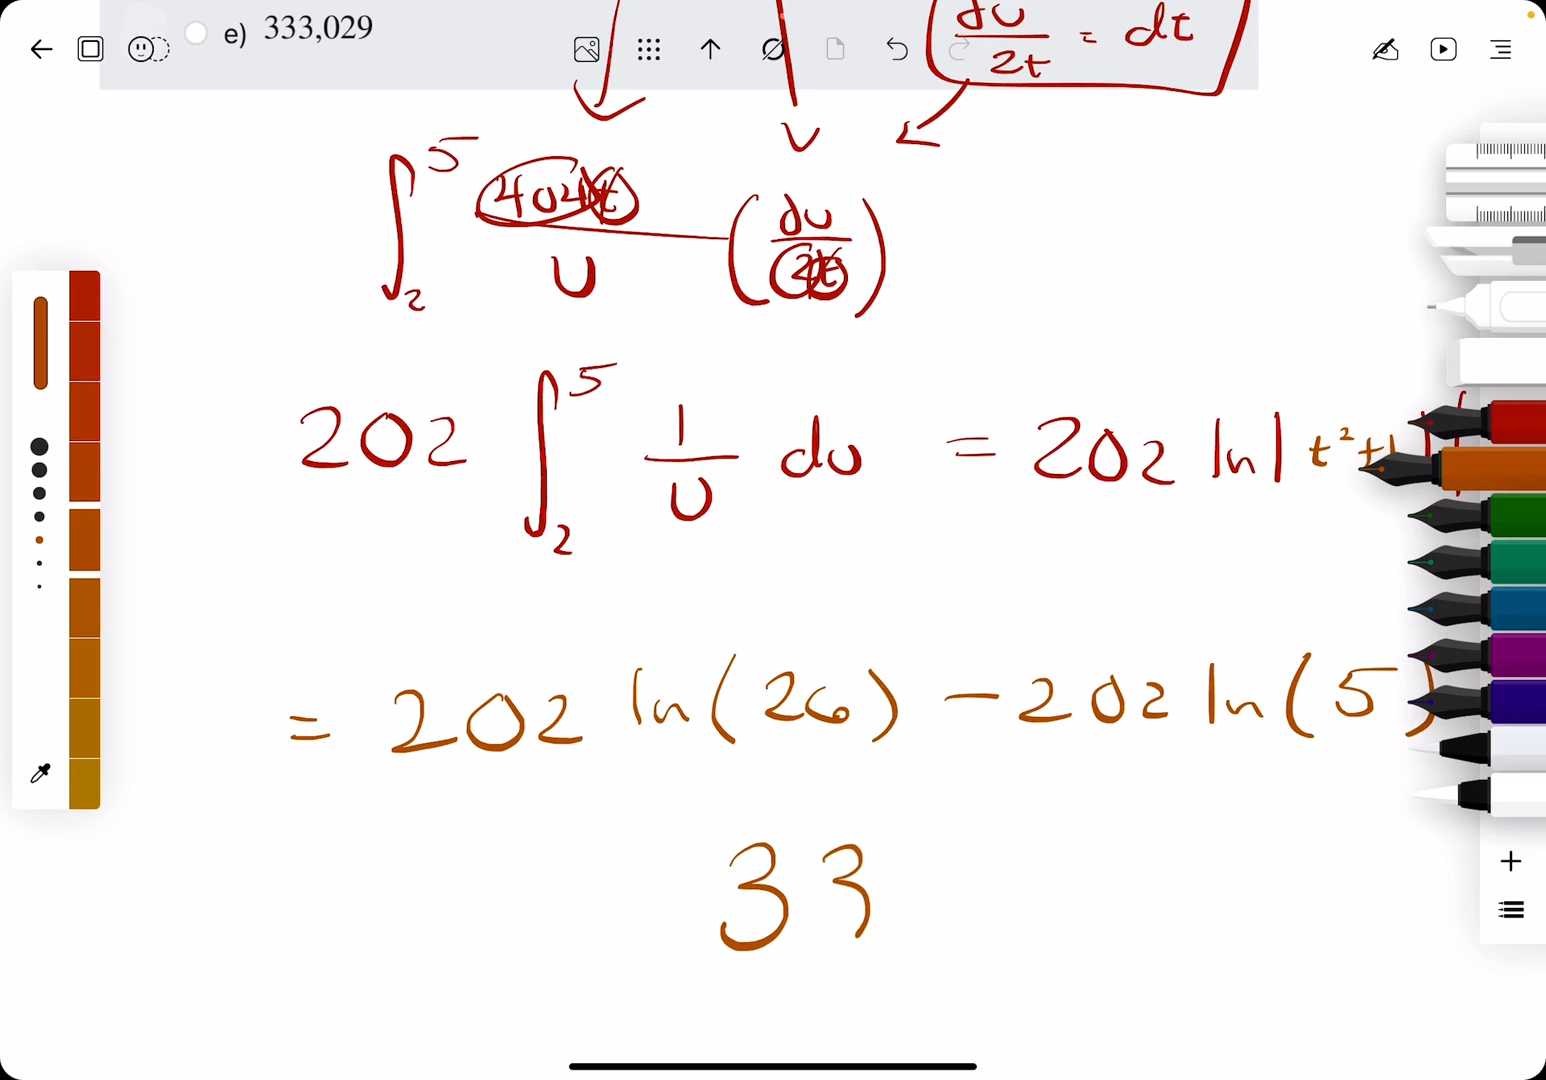 e) 333,029
du/2t = dt
∫₂⁵ 404t/u (du/2t)
202 ∫₂⁵ 1/u du = 202 ln| t² + 1
= 202 ln(26) - 202 ln(5)
33